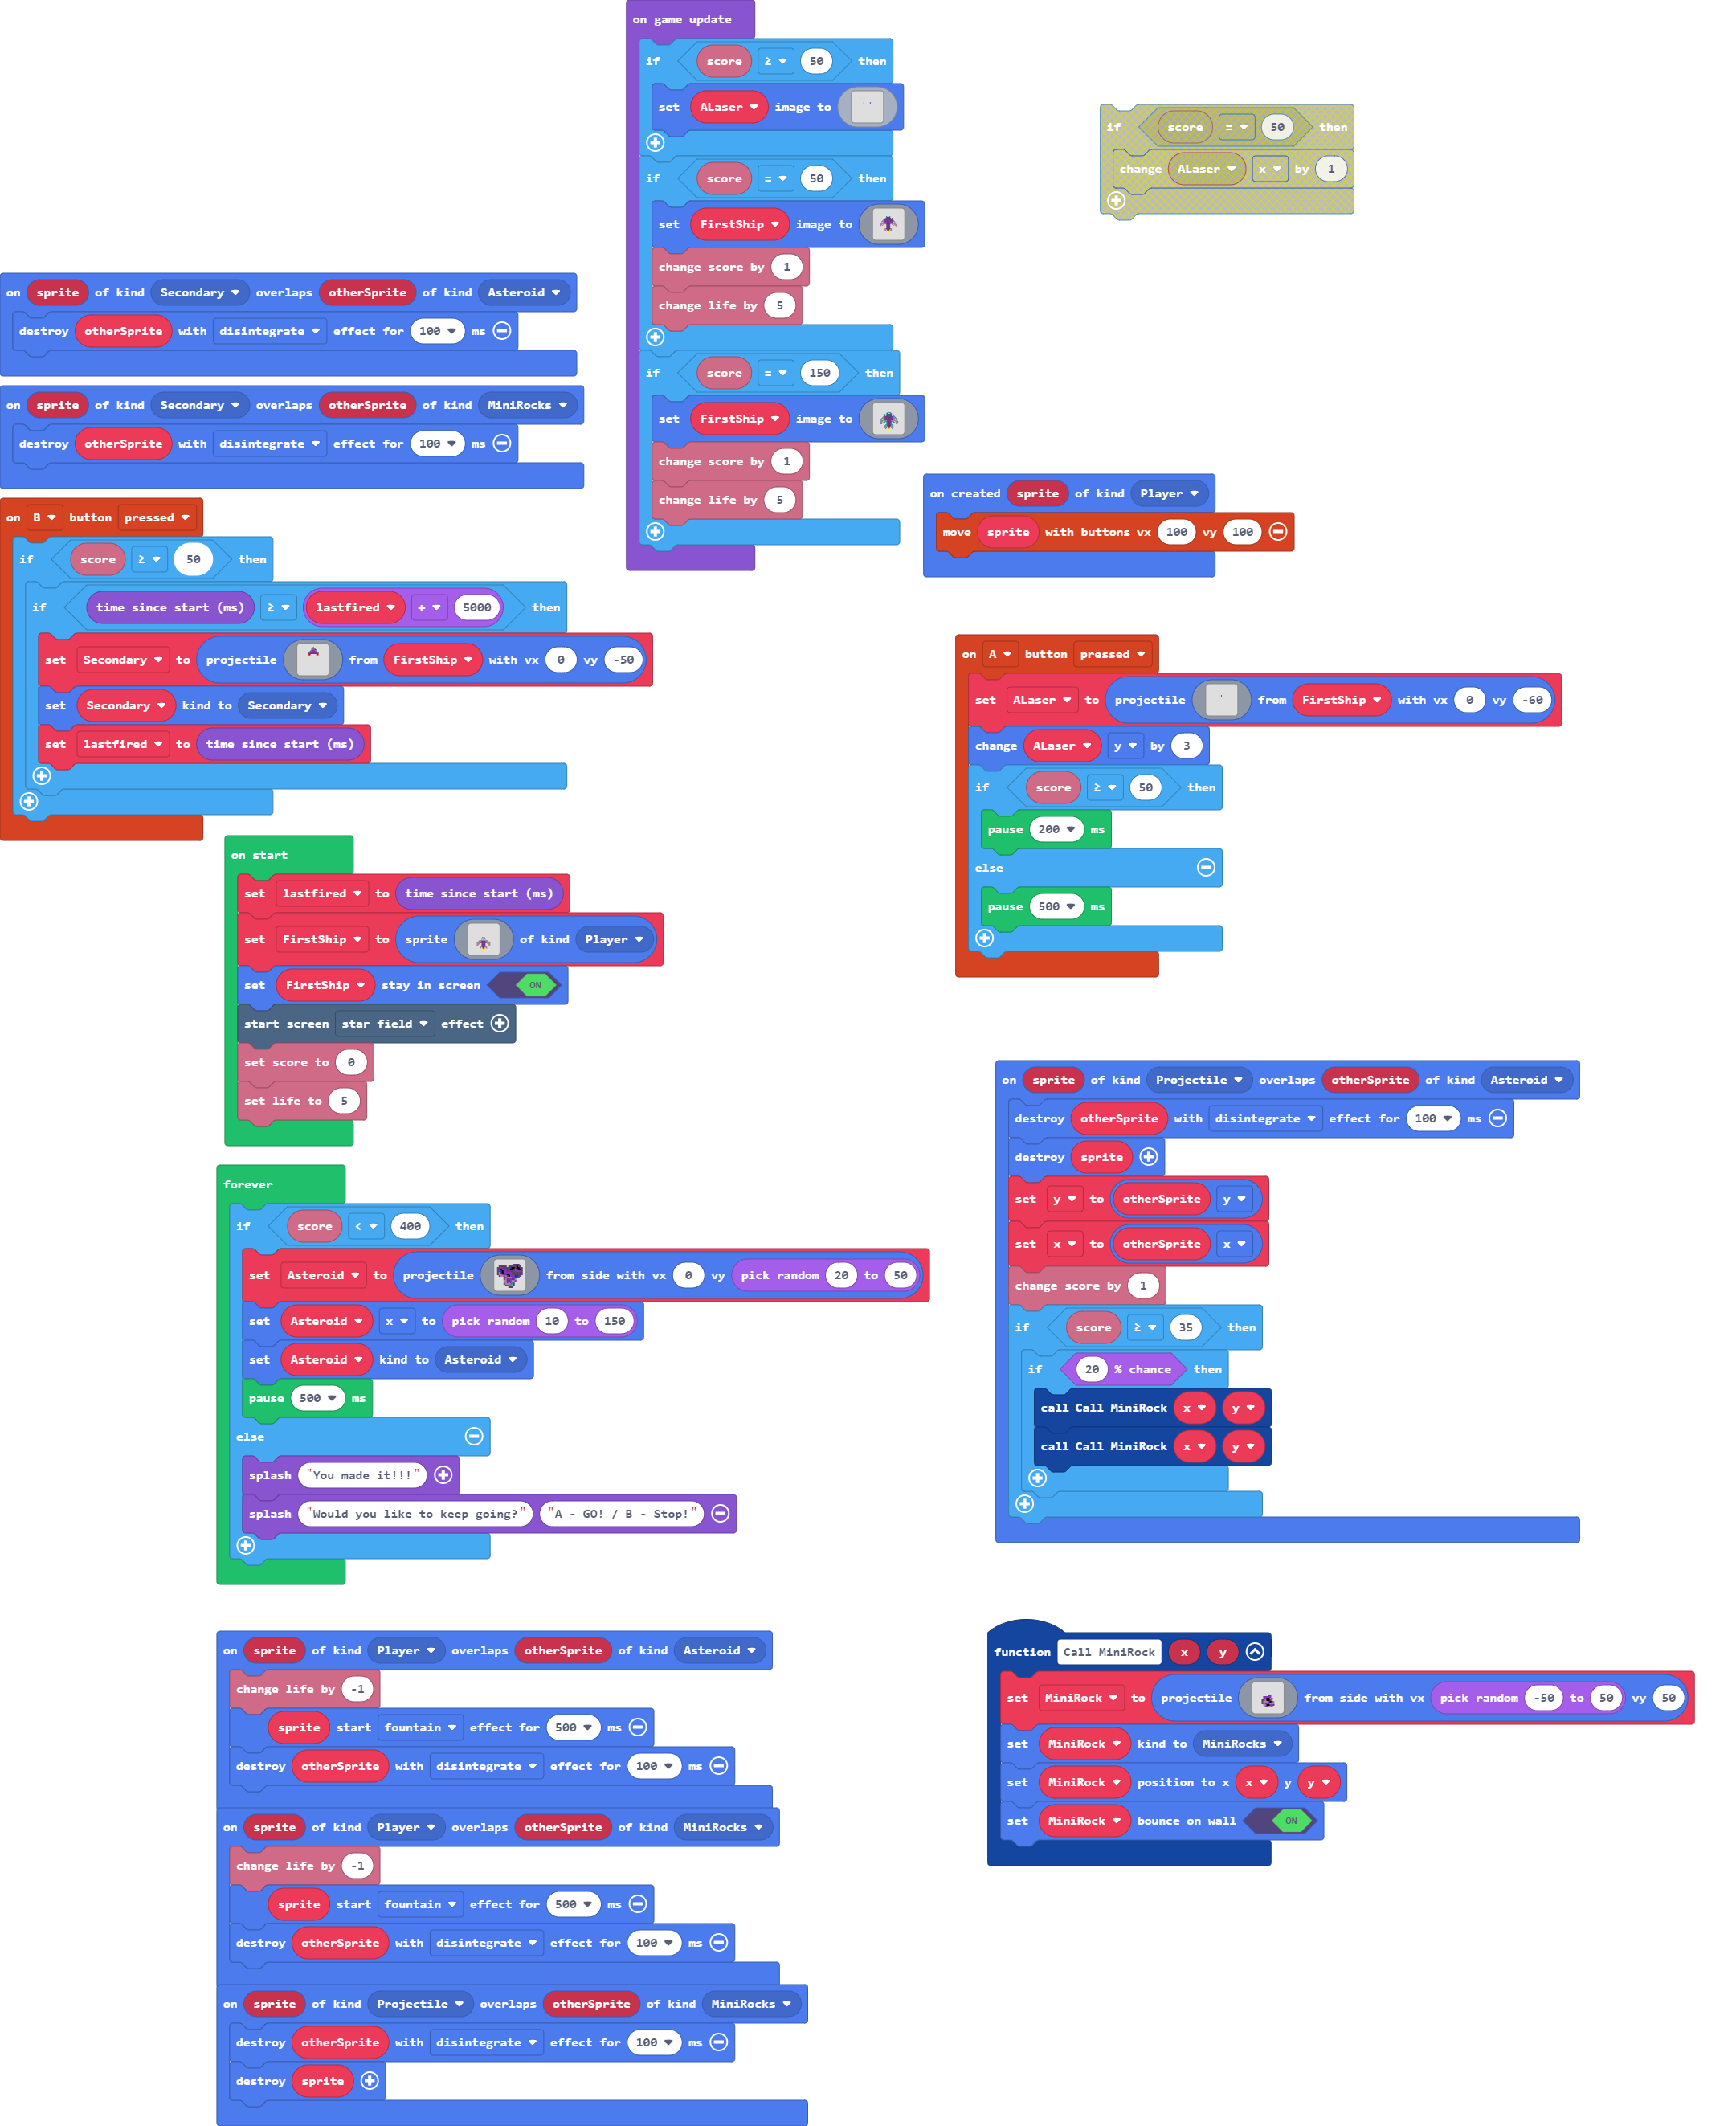 on game update
if score ≥ 50 then
set ALaser image to
if score = 50 then
set FirstShip image to
change score by 1
change life by 5
if score = 150 then
set FirstShip image to
change score by 1
change life by 5
if score = 50 then
change ALaser x by 1
on sprite of kind Secondary overlaps otherSprite of kind Asteroid
destroy otherSprite with disintegrate effect for 100 ms
on sprite of kind Secondary overlaps otherSprite of kind MiniRocks
destroy otherSprite with disintegrate effect for 100 ms
on B button pressed
if score ≥ 50 then
if time since start (ms) ≥ lastfired + 5000 then
set Secondary to projectile from FirstShip with vx 0 vy -50
set Secondary kind to Secondary
set lastfired to time since start (ms)
on created sprite of kind Player
move sprite with buttons vx 100 vy 100
on A button pressed
set ALaser to projectile from FirstShip with vx 0 vy -60
change ALaser y by 3
if score ≥ 50 then
pause 200 ms
else
pause 500 ms
on start
set lastfired to time since start (ms)
set FirstShip to sprite of kind Player
set FirstShip stay in screen ON
start screen star field effect
set score to 0
set life to 5
forever
if score < 400 then
set Asteroid to projectile from side with vx 0 vy pick random 20 to 50
set Asteroid x to pick random 10 to 150
set Asteroid kind to Asteroid
pause 500 ms
else
splash "You made it!!!"
splash "Would you like to keep going?" "A - GO! / B - Stop!"
on sprite of kind Projectile overlaps otherSprite of kind Asteroid
destroy otherSprite with disintegrate effect for 100 ms
destroy sprite
set y to otherSprite y
set x to otherSprite x
change score by 1
if score ≥ 35 then
if 20 % chance then
call Call MiniRock x y
call Call MiniRock x y
on sprite of kind Player overlaps otherSprite of kind Asteroid
change life by -1
sprite start fountain effect for 500 ms
destroy otherSprite with disintegrate effect for 100 ms
on sprite of kind Player overlaps otherSprite of kind MiniRocks
change life by -1
sprite start fountain effect for 500 ms
destroy otherSprite with disintegrate effect for 100 ms
on sprite of kind Projectile overlaps otherSprite of kind MiniRocks
destroy otherSprite with disintegrate effect for 100 ms
destroy sprite
function Call MiniRock x y
set MiniRock to projectile from side with vx pick random -50 to 50 vy 50
set MiniRock kind to MiniRocks
set MiniRock position to x x y y
set MiniRock bounce on wall ON